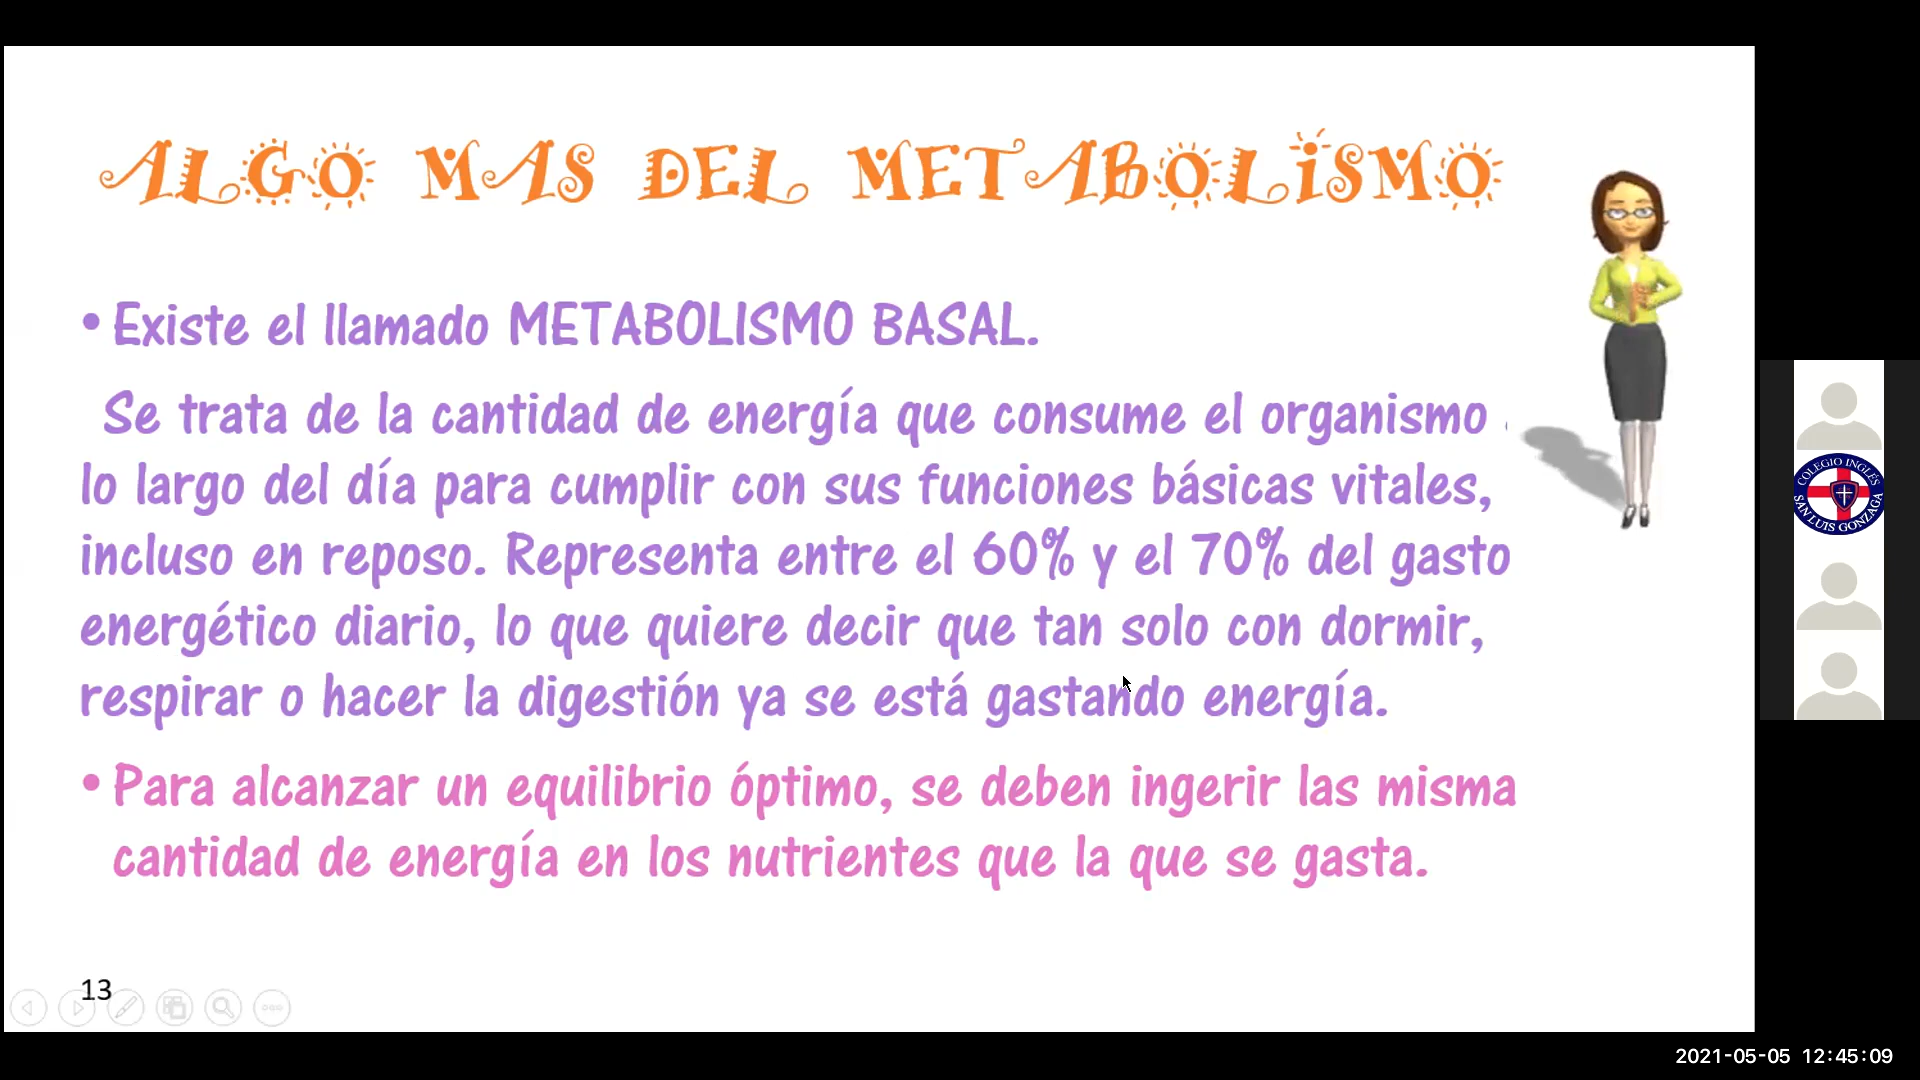 ALGO MAS DEL METABOLISMO
• Existe el llamado METABOLISMO BASAL.
Se trata de la cantidad de energía que consume el organismo
lo largo del día para cumplir con sus funciones básicas vitales,
incluso en reposo. Representa entre el 60% y el 70% del gasto
energético diario, lo que quiere decir que tan solo con dormir,
respirar o hacer la digestión ya se está gastando energía.
• Para alcanzar un equilibrio óptimo, se deben ingerir las misma
cantidad de energía en los nutrientes que la que se gasta.
13
COLEGIO INGLÉS
SAN LUIS GONZAGA
2021-05-05 12:45:09